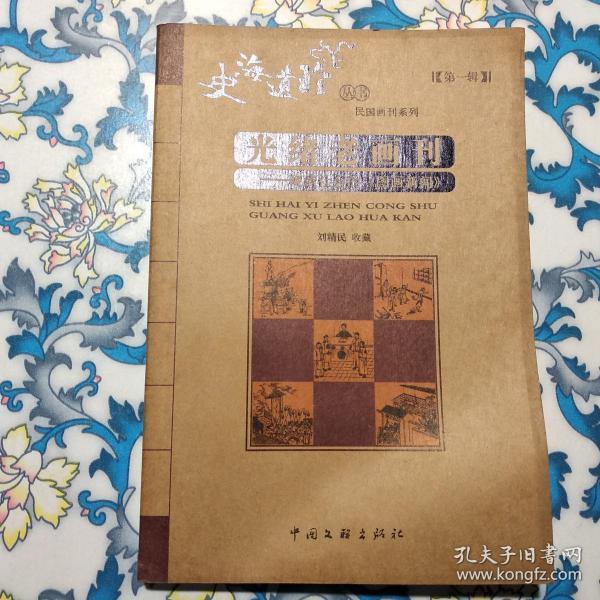 史海遗珍
丛书
【第一辑】
民国画刊系列
光绪老画刊
SHI HAI YI ZHEN CONG SHU
GUANG XU LAO HUA KAN
刘精民 收藏
中国文联出版社
孔夫子旧书网
www.kongfz.com